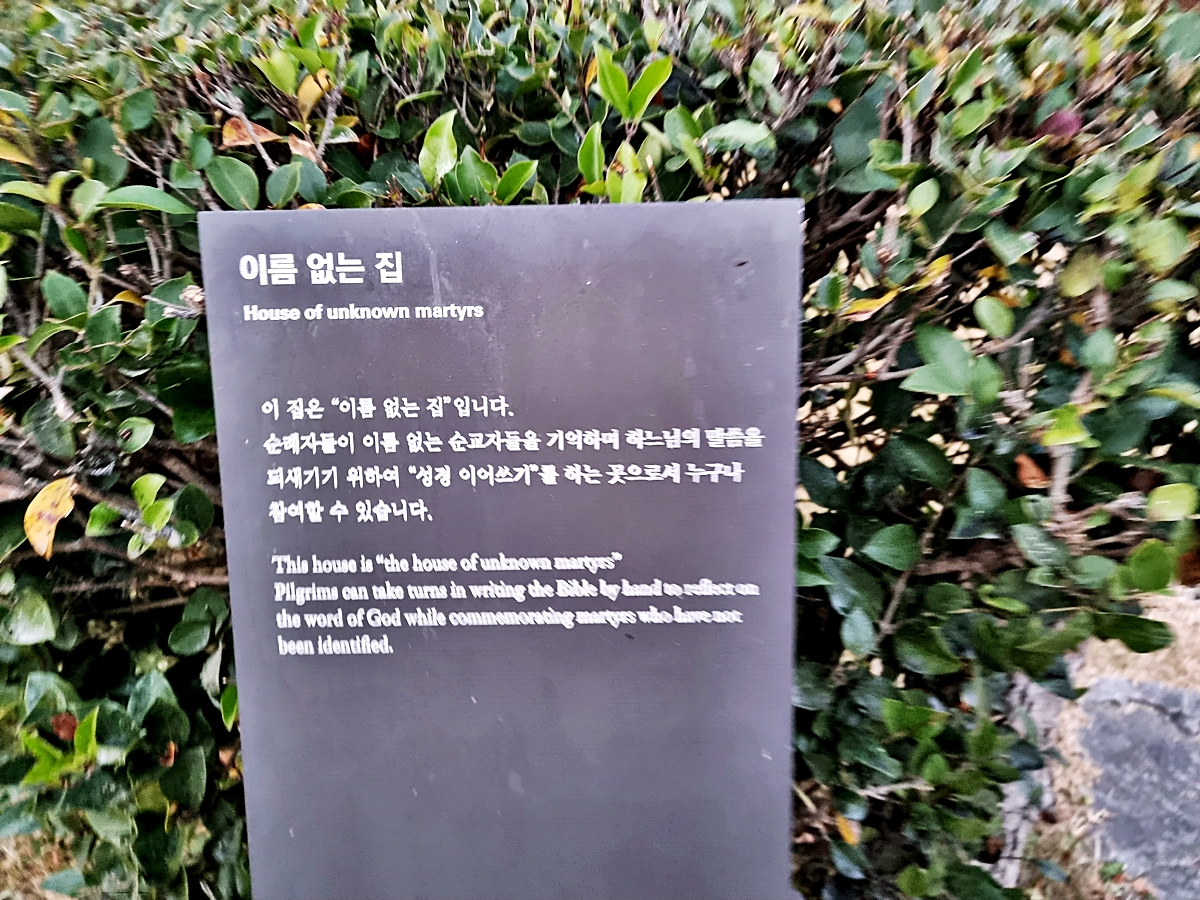 이름 없는 집
House of unknown martyrs
이 집은 “이름 없는 집”입니다.
순례자들이 이름 없는 순교자들을 기억하며 하느님의 말씀을
되새기기 위하여 “성경 이어쓰기”를 하는 곳으로서 누구나
참여할 수 있습니다.
This house is “the house of unknown martyrs”
Pilgrims can take turns in writing the Bible by hand to reflect on
the word of God while commemorating martyrs who have not
been identified.